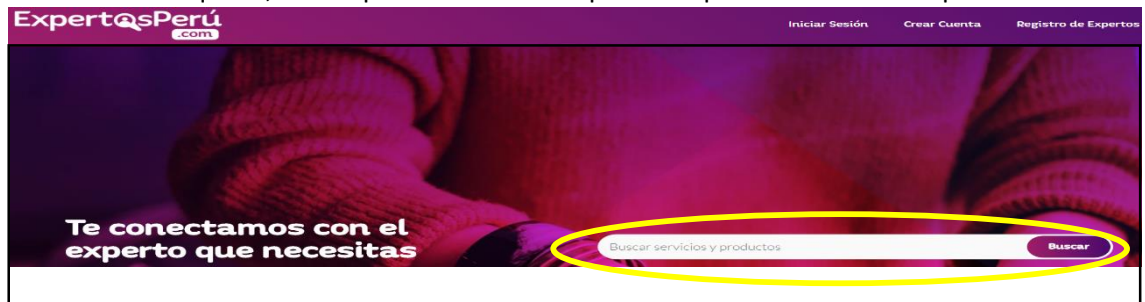 ExpertosPerú
.com
Iniciar Sesión
Crear Cuenta
Registro de Expertos
Te conectamos con el
experto que necesitas
Buscar servicios y productos
Buscar